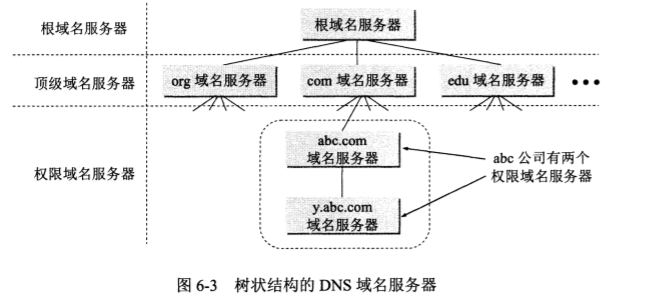 根域名服务器
根域名服务器
顶级域名服务器
org 域名服务器
com 域名服务器
edu 域名服务器
•••
权限域名服务器
abc.com
域名服务器
y.abc.com
域名服务器
abc 公司有两个
权限域名服务器
图 6-3 树状结构的 DNS 域名服务器